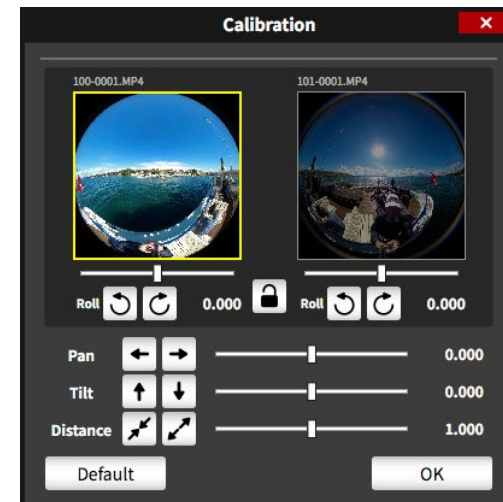 Calibration
100-0001.MP4 101-0001.MP4
Roll 0.000 Roll 0.000
Pan 0.000
Tilt 0.000
Distance 1.000
Default OK